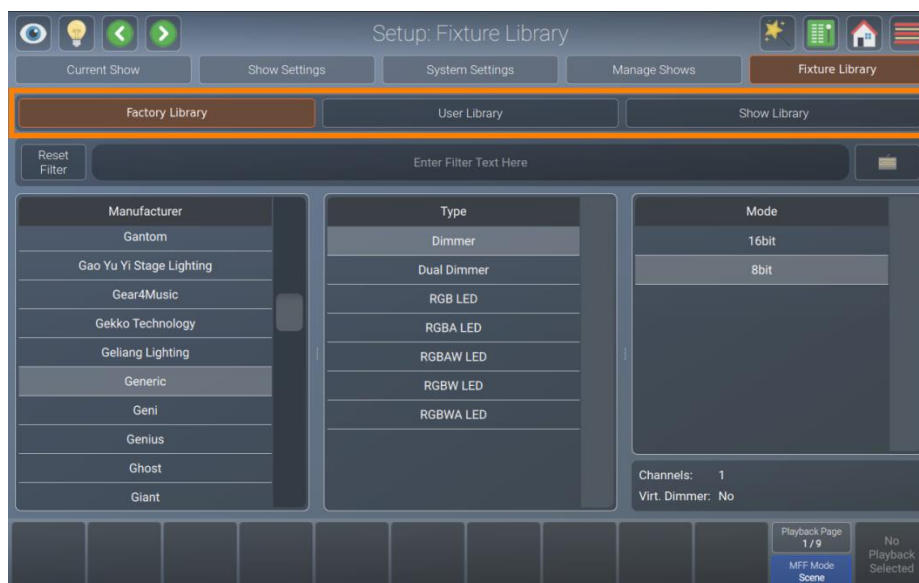 Setup: Fixture Library
Current Show
Show Settings
System Settings
Manage Shows
Fixture Library
Factory Library
User Library
Show Library
Reset
Filter
Enter Filter Text Here
Manufacturer
Gantom
Gao Yu Yi Stage Lighting
Gear4Music
Gekko Technology
Geliang Lighting
Generic
Geni
Genius
Ghost
Giant
Type
Dimmer
Dual Dimmer
RGB LED
RGBA LED
RGBAW LED
RGBW LED
RGBWA LED
Mode
16bit
8bit
Channels: 1
Virt. Dimmer: No
Playback Page
1 / 9
MFF Mode
Scene
No
Playback
Selected